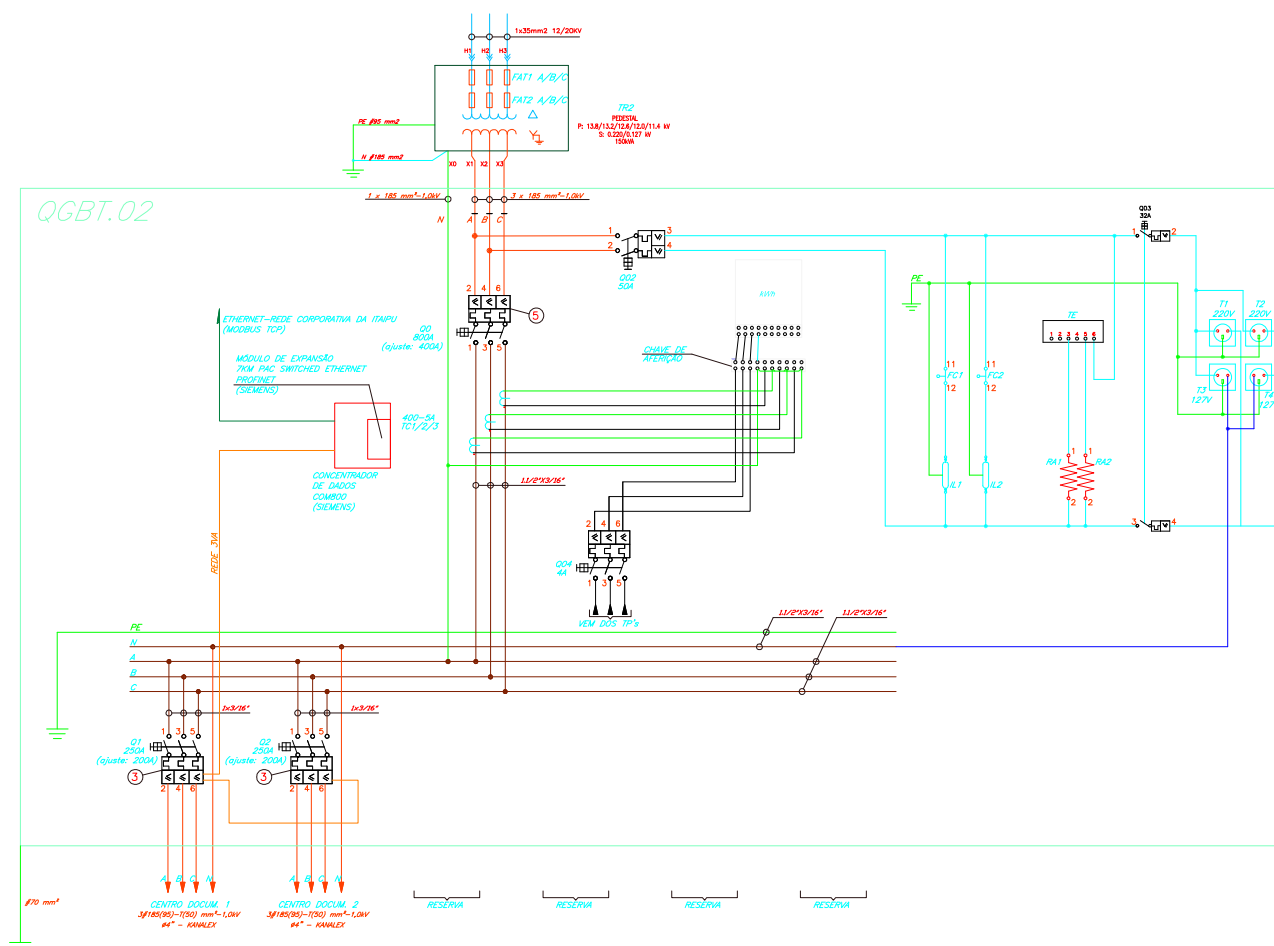 1x35mm2 12/20KV
H1 H2 H3
FAT1 A/B/C
FAT2 A/B/C
TR2
PEDESTAL
P: 13.8/13.2/12.6/12.0/11.4 kV
S: 0.220/0.127 kV
150kVA
PE #95 mm2
N #185 mm2
X0 X1 X2 X3
1 x 185 mm²-1,0kV
3 x 185 mm²-1,0kV
QGBT.02
N A B C
Q03
32A
1 2
1 3
2 4
Q02
50A
kWh
PE
T1
220V
T2
220V
TE
1 2 3 4 5 6
2 4 6
5
ETHERNET-REDE CORPORATIVA DA ITAIPU
(MODBUS TCP)
Q0
800A
(ajuste: 400A)
1 3 5
CHAVE DE
AFERIÇÃO
MÓDULO DE EXPANSÃO
7KM PAC SWITCHED ETHERNET
PROFINET
(SIEMENS)
11 11
FC1 FC2
12 12
T3
127V
T4
127
400-5A
TC1/2/3
CONCENTRADOR
DE DADOS
COM800
(SIEMENS)
1.1/2"X3/16"
1 1
RA1 RA2
2 2
IL1 IL2
3 4
2 4 6
Q04
4A
1 3 5
VEM DOS TP's
REDE 3VA
1.1/2"X3/16"
1.1/2"X3/16"
PE
N
A
B
C
1x3/16"
1x3/16"
Q1
250A
(ajuste: 200A)
1 3 5
3
2 4 6
Q2
250A
(ajuste: 200A)
1 3 5
3
2 4 6
A B C N
A B C N
#70 mm²
CENTRO DOCUM. 1
3#185(95)-T(50) mm²-1,0kV
ø4" - KANALEX
CENTRO DOCUM. 2
3#185(95)-T(50) mm²-1,0kV
ø4" - KANALEX
RESERVA
RESERVA
RESERVA
RESERVA